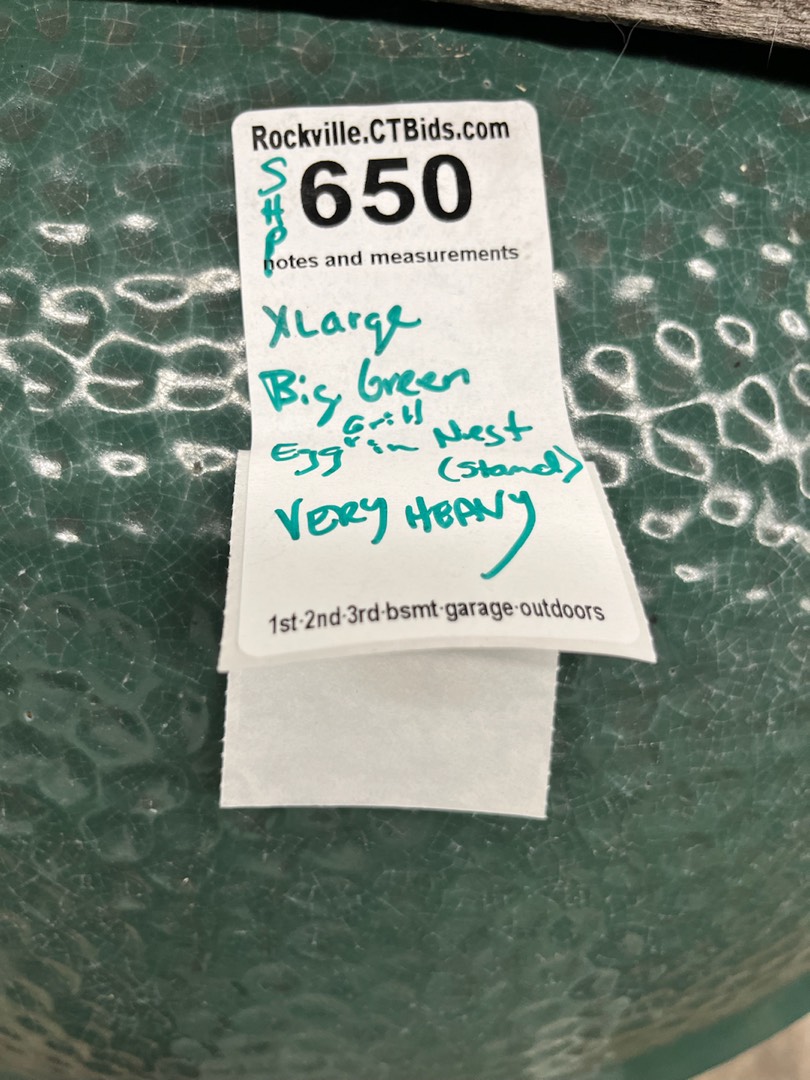 Rockville.CTBids.com
SHP
650
notes and measurements
XLarge
Big Green
Egg Grill in Nest
(Stand)
VERY HEAVY
1st·2nd·3rd·bsmt·garage·outdoors